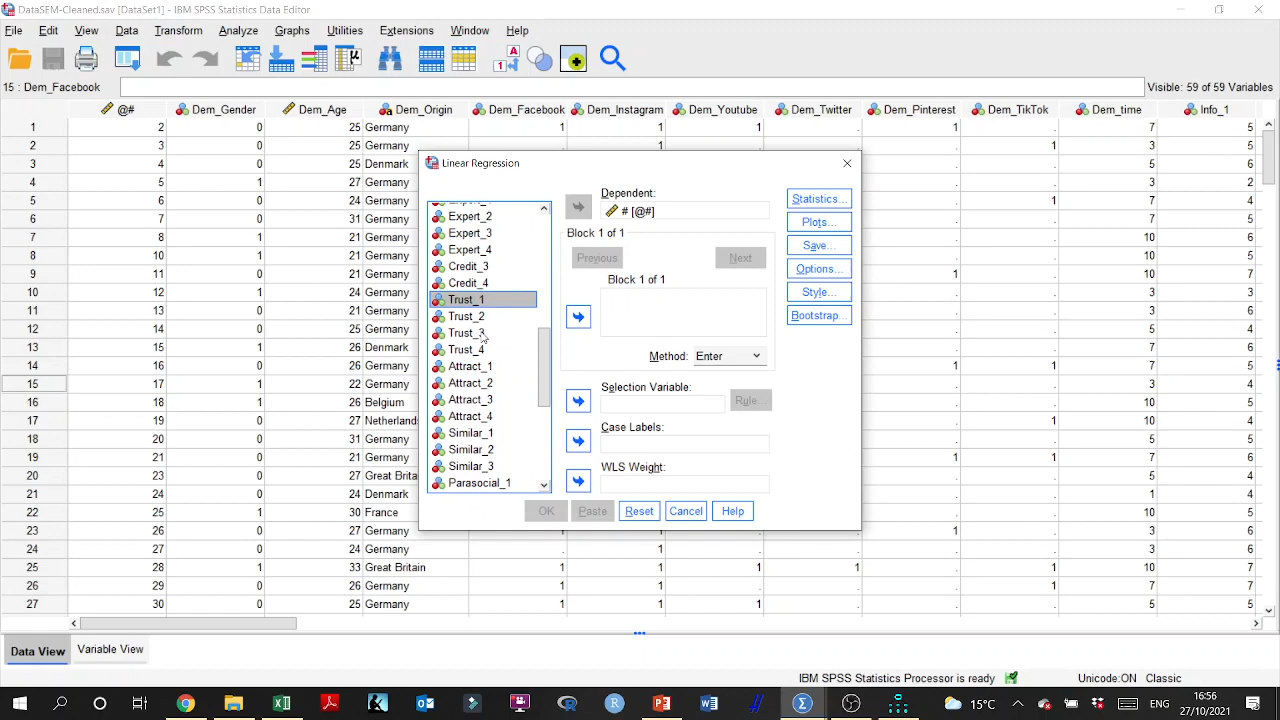 DataSEM-Cleaned.sav [DataSet1] - IBM SPSS Statistics Data Editor
File Edit View Data Transform Analyze Graphs Utilities Extensions Window Help
15 : Dem_Facebook Visible: 59 of 59 Variables
@# Dem_Gender Dem_Age Dem_Origin Dem_Facebook Dem_Instagram Dem_Youtube Dem_Twitter Dem_Pinterest Dem_TikTok Dem_time Info_1
1 2 0 25 Germany 1 1 1 . 1 . 7 5
2 3 0 25 Germany . 1 . . . 1 3 5
3 4 0 25 Denmark 5 6
4 5 1 27 Germany 3 2
5 6 0 24 Germany 1 7 4
6 7 0 31 Germany 7 5
7 8 1 21 Germany 10 6
8 10 1 21 Germany 10 5
9 11 0 21 Germany 1 . 10 7
10 12 1 24 Germany 3 3
11 13 0 21 Germany 7 6
12 14 0 25 Germany 5 5
13 15 1 26 Denmark 7 6
14 16 0 26 Germany 1 1 7 5
15 17 1 22 Germany 3 4
16 18 1 26 Belgium 10 5
17 19 0 27 Netherlands 1 10 4
18 20 0 31 Germany 5 5
19 21 0 21 Germany 1 1 7 6
20 23 0 27 Great Britain 5 4
21 24 0 24 Denmark 1 4
22 25 1 30 France 10 5
23 26 0 27 Germany 1 1 . . 1 . 3 6
24 27 0 24 Germany . 1 . . . . 3 6
25 28 1 33 Great Britain 1 1 1 1 . . 10 7
26 29 0 26 Germany 1 1 . . . 1 7 7
27 30 0 24 Germany 1 1 1 . . . 5 5
Linear Regression
Expert_2
Expert_3
Expert_4
Credit_3
Credit_4
Trust_1
Trust_2
Trust_3
Trust_4
Attract_1
Attract_2
Attract_3
Attract_4
Similar_1
Similar_2
Similar_3
Parasocial_1
Dependent:
# [@#]
Block 1 of 1
Previous Next
Block 1 of 1
Method: Enter
Selection Variable:
Rule...
Case Labels:
WLS Weight:
Statistics...
Plots...
Save...
Options...
Style...
Bootstrap...
OK Paste Reset Cancel Help
Data View Variable View
IBM SPSS Statistics Processor is ready Unicode:ON Classic
15°C ENG 16:56
27/10/2021